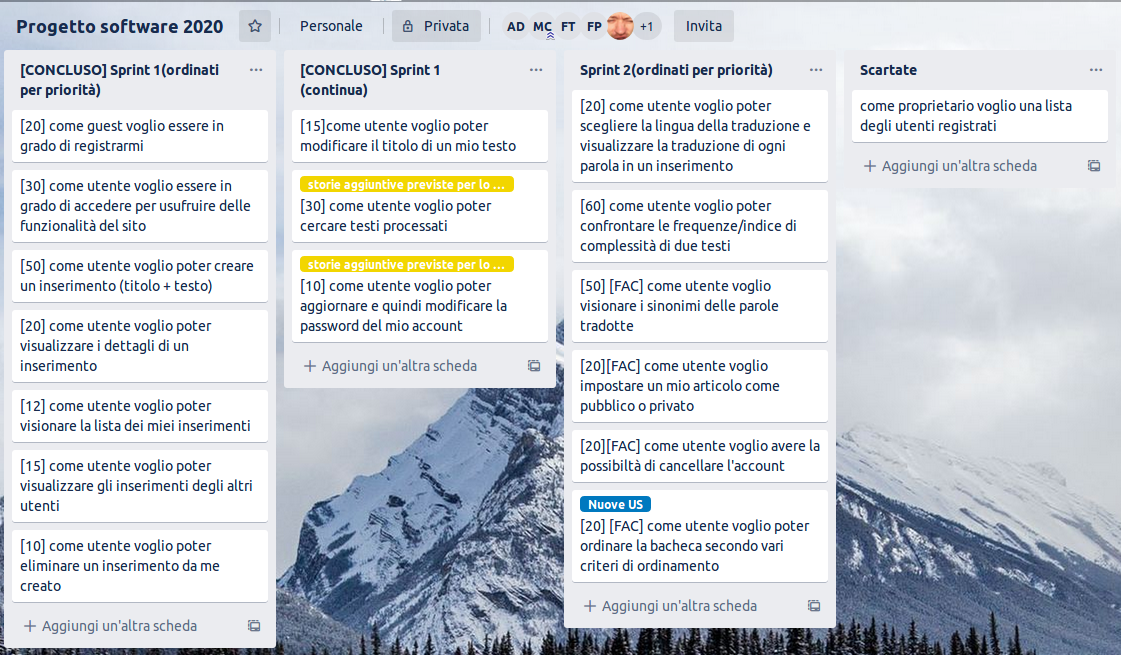 Progetto software 2020
Personale
Privata
AD MC FT FP +1
Invita
[CONCLUSO] Sprint 1(ordinati
per priorità)
[20] come guest voglio essere in
grado di registrarmi
[30] come utente voglio essere in
grado di accedere per usufruire delle
funzionalità del sito
[50] come utente voglio poter creare
un inserimento (titolo + testo)
[20] come utente voglio poter
visualizzare i dettagli di un
inserimento
[12] come utente voglio poter
visionare la lista dei miei inserimenti
[15] come utente voglio poter
visualizzare gli inserimenti degli altri
utenti
[10] come utente voglio poter
eliminare un inserimento da me
creato
+ Aggiungi un'altra scheda
[CONCLUSO] Sprint 1
(continua)
[15]come utente voglio poter
modificare il titolo di un mio testo
storie aggiuntive previste per lo ...
[30] come utente voglio poter
cercare testi processati
storie aggiuntive previste per lo ...
[10] come utente voglio poter
aggiornare e quindi modificare la
password del mio account
+ Aggiungi un'altra scheda
Sprint 2(ordinati per priorità)
[20] come utente voglio poter
scegliere la lingua della traduzione e
visualizzare la traduzione di ogni
parola in un inserimento
[60] come utente voglio poter
confrontare le frequenze/indice di
complessità di due testi
[50] [FAC] come utente voglio
visionare i sinonimi delle parole
tradotte
[20][FAC] come utente voglio
impostare un mio articolo come
pubblico o privato
[20][FAC] come utente voglio avere la
possibiltà di cancellare l'account
Nuove US
[20] [FAC] come utente voglio poter
ordinare la bacheca secondo vari
criteri di ordinamento
+ Aggiungi un'altra scheda
Scartate
come proprietario voglio una lista
degli utenti registrati
+ Aggiungi un'altra scheda